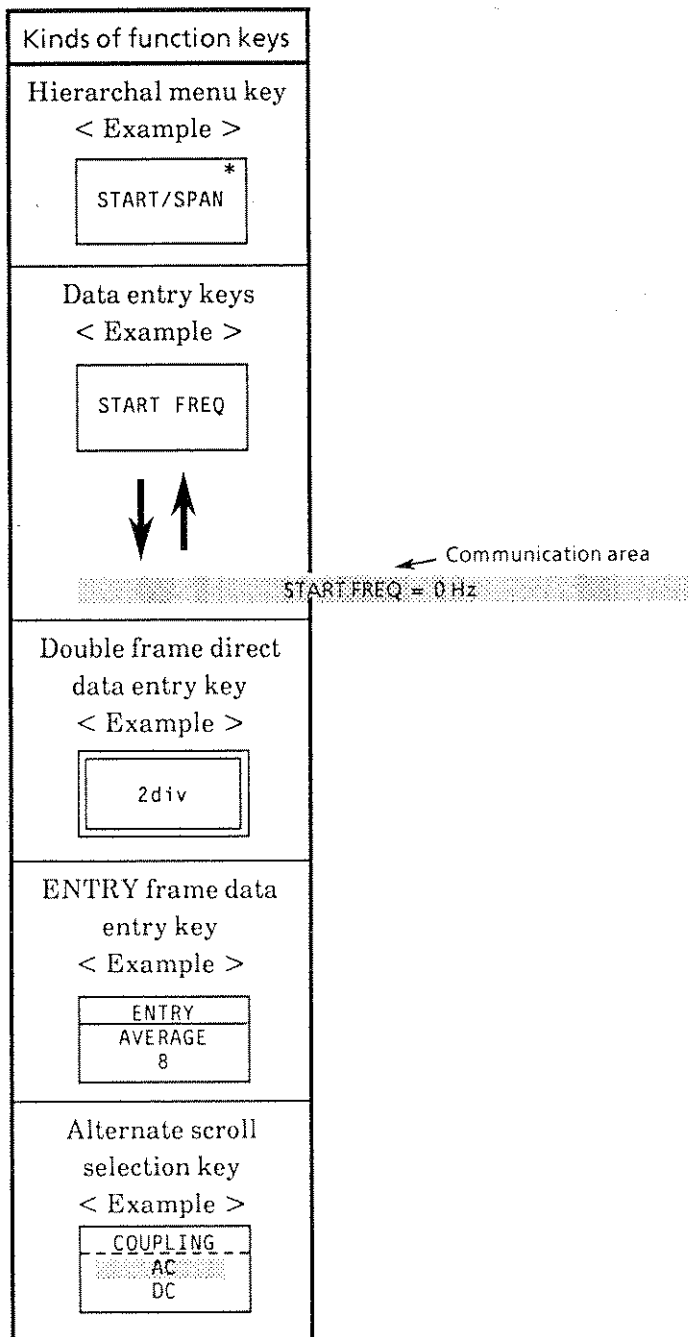 Kinds of function keys
Hierarchal menu key
< Example >
*
START/SPAN
Data entry keys
< Example >
START FREQ
Communication area
START FREQ = 0 Hz
Double frame direct
data entry key
< Example >
2div
ENTRY frame data
entry key
< Example >
ENTRY
AVERAGE
8
Alternate scroll
selection key
< Example >
COUPLING
AC
DC